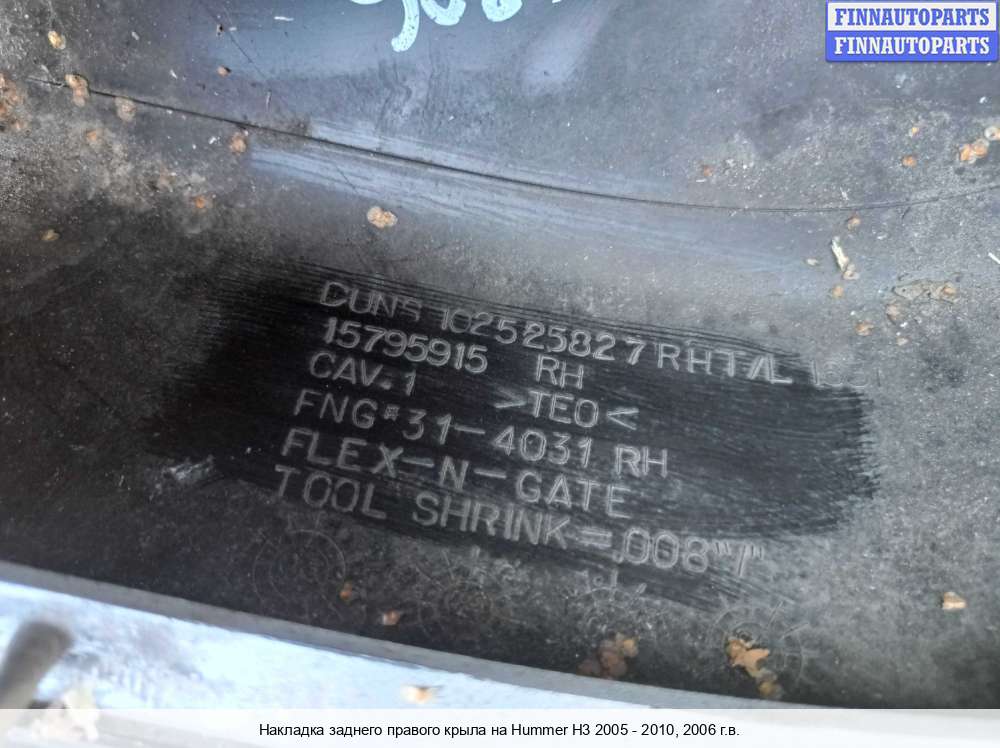 FINNAUTOPARTS
FINNAUTOPARTS
DUNS 102525827 RHTAL
15795915 RH
CAV.1 >TEO<
FNG#31-4031 RH
FLEX-N-GATE
TOOL SHRINK=.008"/"
Накладка заднего правого крыла на Hummer H3 2005 - 2010, 2006 г.в.